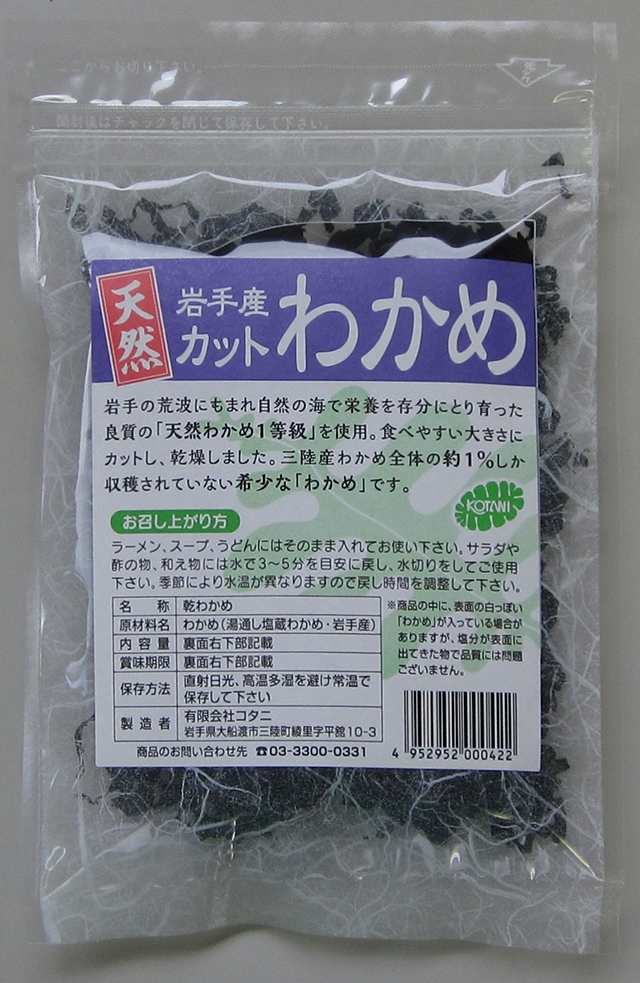 ここからお切り下さい。
開封後はチャックを閉じて保存して下さい。
天然
岩手産
カット
わかめ
岩手の荒波にもまれ自然の海で栄養を存分にとり育った
良質の「天然わかめ1等級」を使用。食べやすい大きさに
カットし、乾燥しました。三陸産わかめ全体の約1%しか
収穫されていない希少な「わかめ」です。
KOTANI
お召し上がり方
ラーメン、スープ、うどんにはそのまま入れてお使い下さい。サラダや
酢の物、和え物には水で3〜5分を目安に戻し、水切りをしてご使用
下さい。季節により水温が異なりますので戻し時間を調整して下さい。
名称 乾わかめ
原材料名 わかめ(湯通し塩蔵わかめ・岩手産)
内容量 裏面右下部記載
賞味期限 裏面右下部記載
保存方法 直射日光、高温多湿を避け常温で
保存して下さい
製造者 有限会社コタニ
岩手県大船渡市三陸町綾里字平舘10-3
商品のお問い合わせ先 ☎03-3300-0331
※商品の中に、表面の白っぽい
「わかめ」が入っている場合が
ありますが、塩分が表面に
出てきた物で品質には問題
ございません。
4 952952 000422